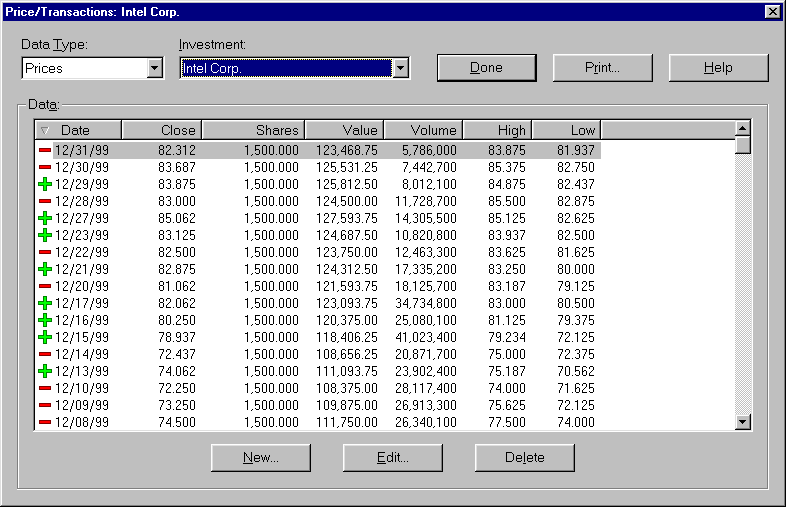 Price/Transactions: Intel Corp.
Data Type: Investment:
Prices Intel Corp. Done Print... Help
Data:
Date Close Shares Value Volume High Low
12/31/99 82.312 1,500.000 123,468.75 5,786,000 83.875 81.937
12/30/99 83.687 1,500.000 125,531.25 7,442,700 85.375 82.750
12/29/99 83.875 1,500.000 125,812.50 8,012,100 84.875 82.437
12/28/99 83.000 1,500.000 124,500.00 11,728,700 85.500 82.875
12/27/99 85.062 1,500.000 127,593.75 14,305,500 85.125 82.625
12/23/99 83.125 1,500.000 124,687.50 10,820,800 83.937 82.500
12/22/99 82.500 1,500.000 123,750.00 12,463,300 83.625 81.625
12/21/99 82.875 1,500.000 124,312.50 17,335,200 83.250 80.000
12/20/99 81.062 1,500.000 121,593.75 18,125,700 83.187 79.125
12/17/99 82.062 1,500.000 123,093.75 34,734,800 83.000 80.500
12/16/99 80.250 1,500.000 120,375.00 25,080,100 81.125 79.375
12/15/99 78.937 1,500.000 118,406.25 41,023,400 79.234 72.125
12/14/99 72.437 1,500.000 108,656.25 20,871,700 75.000 72.375
12/13/99 74.062 1,500.000 111,093.75 23,902,400 75.187 70.562
12/10/99 72.250 1,500.000 108,375.00 28,117,400 74.000 71.625
12/09/99 73.250 1,500.000 109,875.00 26,913,300 75.625 72.125
12/08/99 74.500 1,500.000 111,750.00 26,340,100 77.500 74.000
New... Edit... Delete